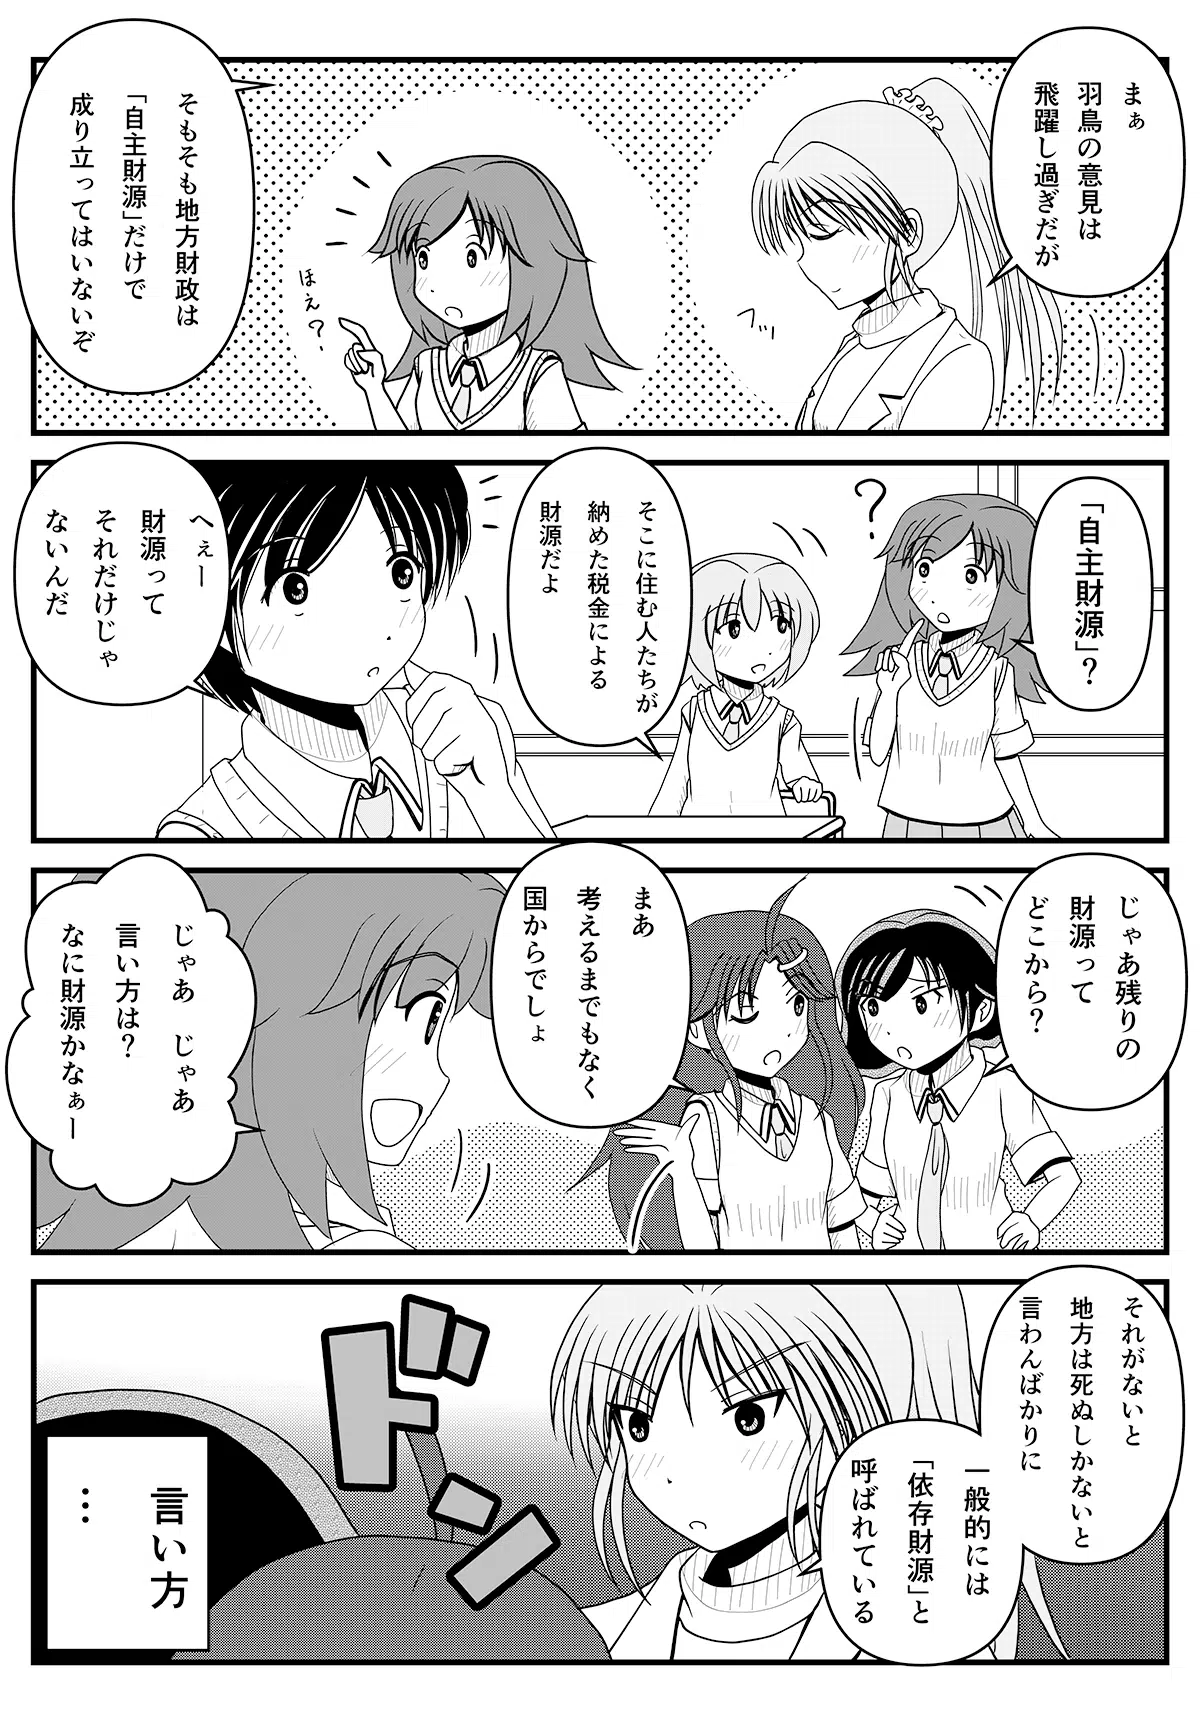 まぁ
羽鳥の意見は
飛躍し過ぎだが
フッ
そもそも地方財政は
「自主財源」だけで
成り立ってはいないぞ
ほえ?
「自主財源」?
?
そこに住む人たちが
納めた税金による
財源だよ
へぇー
財源って
それだけじゃ
ないんだ
じゃあ残りの
財源って
どこから?
まあ
考えるまでもなく
国からでしょ
じゃあ じゃあ
言い方は?
なに財源かなぁー
それがないと
地方は死ぬしかないと
言わんばかりに
一般的には
「依存財源」と
呼ばれている
ドン
言い方
…